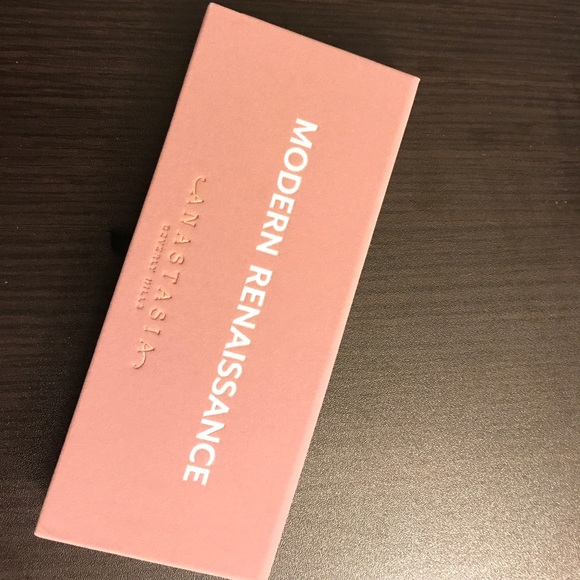 MODERN RENAISSANCE
ANASTASIA
BEVERLY HILLS